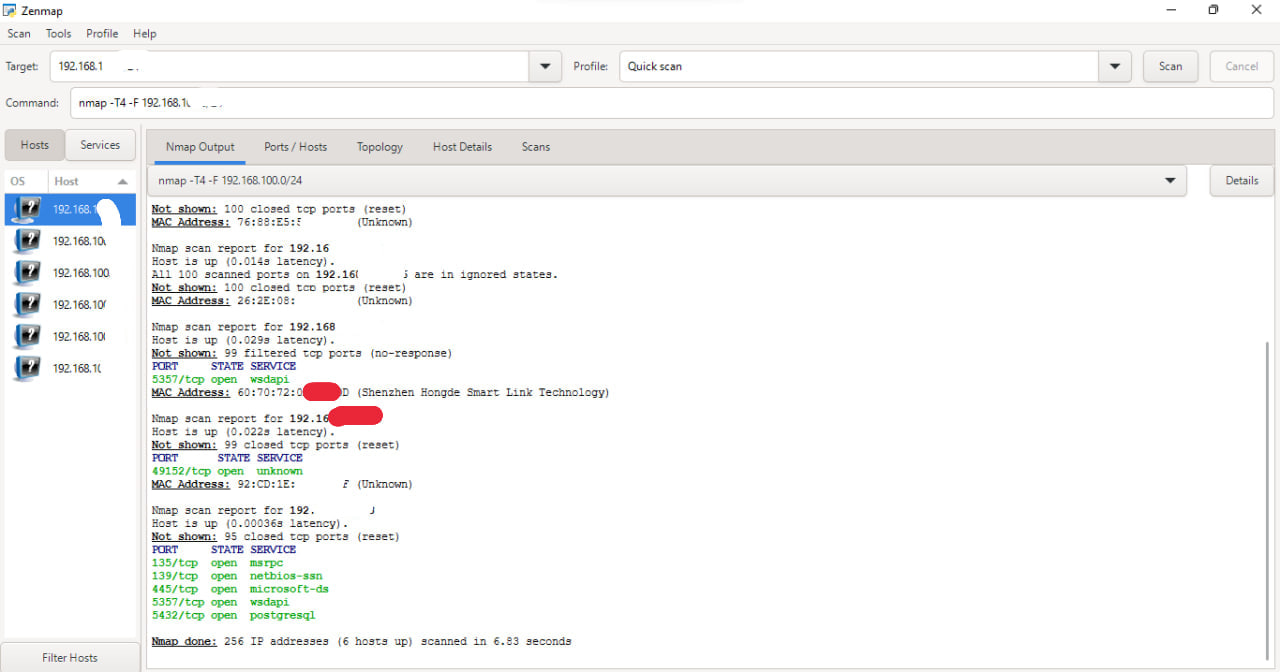 Zenmap
Scan Tools Profile Help
Target: 192.168.1 Profile: Quick scan Scan Cancel
Command: nmap -T4 -F 192.168.10
Hosts Services
OS Host
192.168.1
192.168.10
192.168.100
192.168.10
192.168.10
192.168.10
Filter Hosts
Nmap Output Ports / Hosts Topology Host Details Scans
nmap -T4 -F 192.168.100.0/24 Details
Not shown: 100 closed tcp ports (reset)
MAC Address: 76:88:E5: (Unknown)
Nmap scan report for 192.16
Host is up (0.014s latency).
All 100 scanned ports on 192.16 are in ignored states.
Not shown: 100 closed tcp ports (reset)
MAC Address: 26:2E:08: (Unknown)
Nmap scan report for 192.168
Host is up (0.029s latency).
Not shown: 99 filtered tcp ports (no-response)
PORT STATE SERVICE
5357/tcp open wsdapi
MAC Address: 60:70:72:0 D (Shenzhen Hongde Smart Link Technology)
Nmap scan report for 192.16
Host is up (0.022s latency).
Not shown: 99 closed tcp ports (reset)
PORT STATE SERVICE
49152/tcp open unknown
MAC Address: 92:CD:1E: (Unknown)
Nmap scan report for 192.
Host is up (0.00036s latency).
Not shown: 95 closed tcp ports (reset)
PORT STATE SERVICE
135/tcp open msrpc
139/tcp open netbios-ssn
445/tcp open microsoft-ds
5357/tcp open wsdapi
5432/tcp open postgresql
Nmap done: 256 IP addresses (6 hosts up) scanned in 6.83 seconds